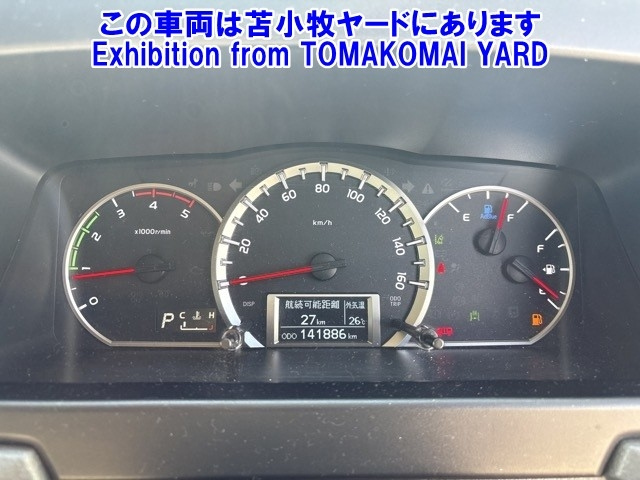 この車両は苫小牧ヤードにあります
Exhibition from TOMAKOMAI YARD
0 1 2 3 4 5
x1000r/min
P C H
0 20 40 60 80 100 120 140 160
km/h
DISP
ODO
TRIP
航続可能距離 外気温
27km 26℃
ODO 141886km
E F
AdBlue
F
E